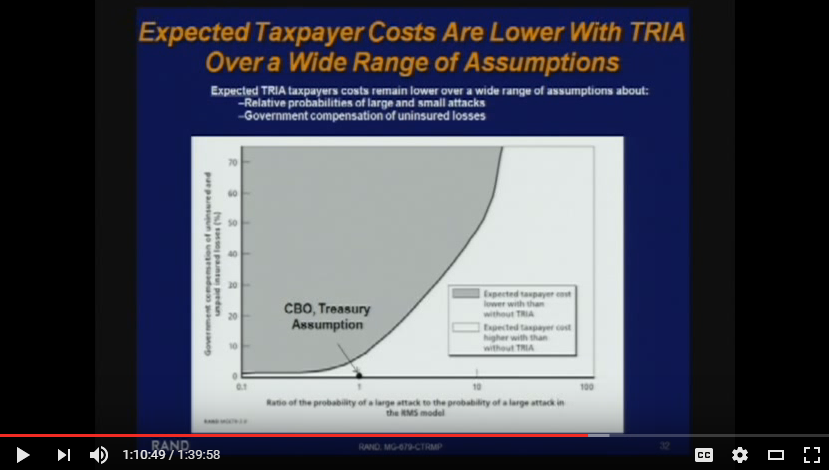 Expected Taxpayer Costs Are Lower With TRIA
Over a Wide Range of Assumptions
Expected TRIA taxpayers costs remain lower over a wide range of assumptions about:
–Relative probabilities of large and small attacks
–Government compensation of uninsured losses
Government compensation of uninsured and
unpaid insured losses (%)
70
60
50
40
30
20
10
0
CBO, Treasury
Assumption
Expected taxpayer cost
lower with than
without TRIA
Expected taxpayer cost
higher with than
without TRIA
0.1
1
10
100
Ratio of the probability of a large attack to the probability of a large attack in
the RMS model
RAND
RAND, MG-679-CTRMP
32
1:10:49 / 1:39:58
CC